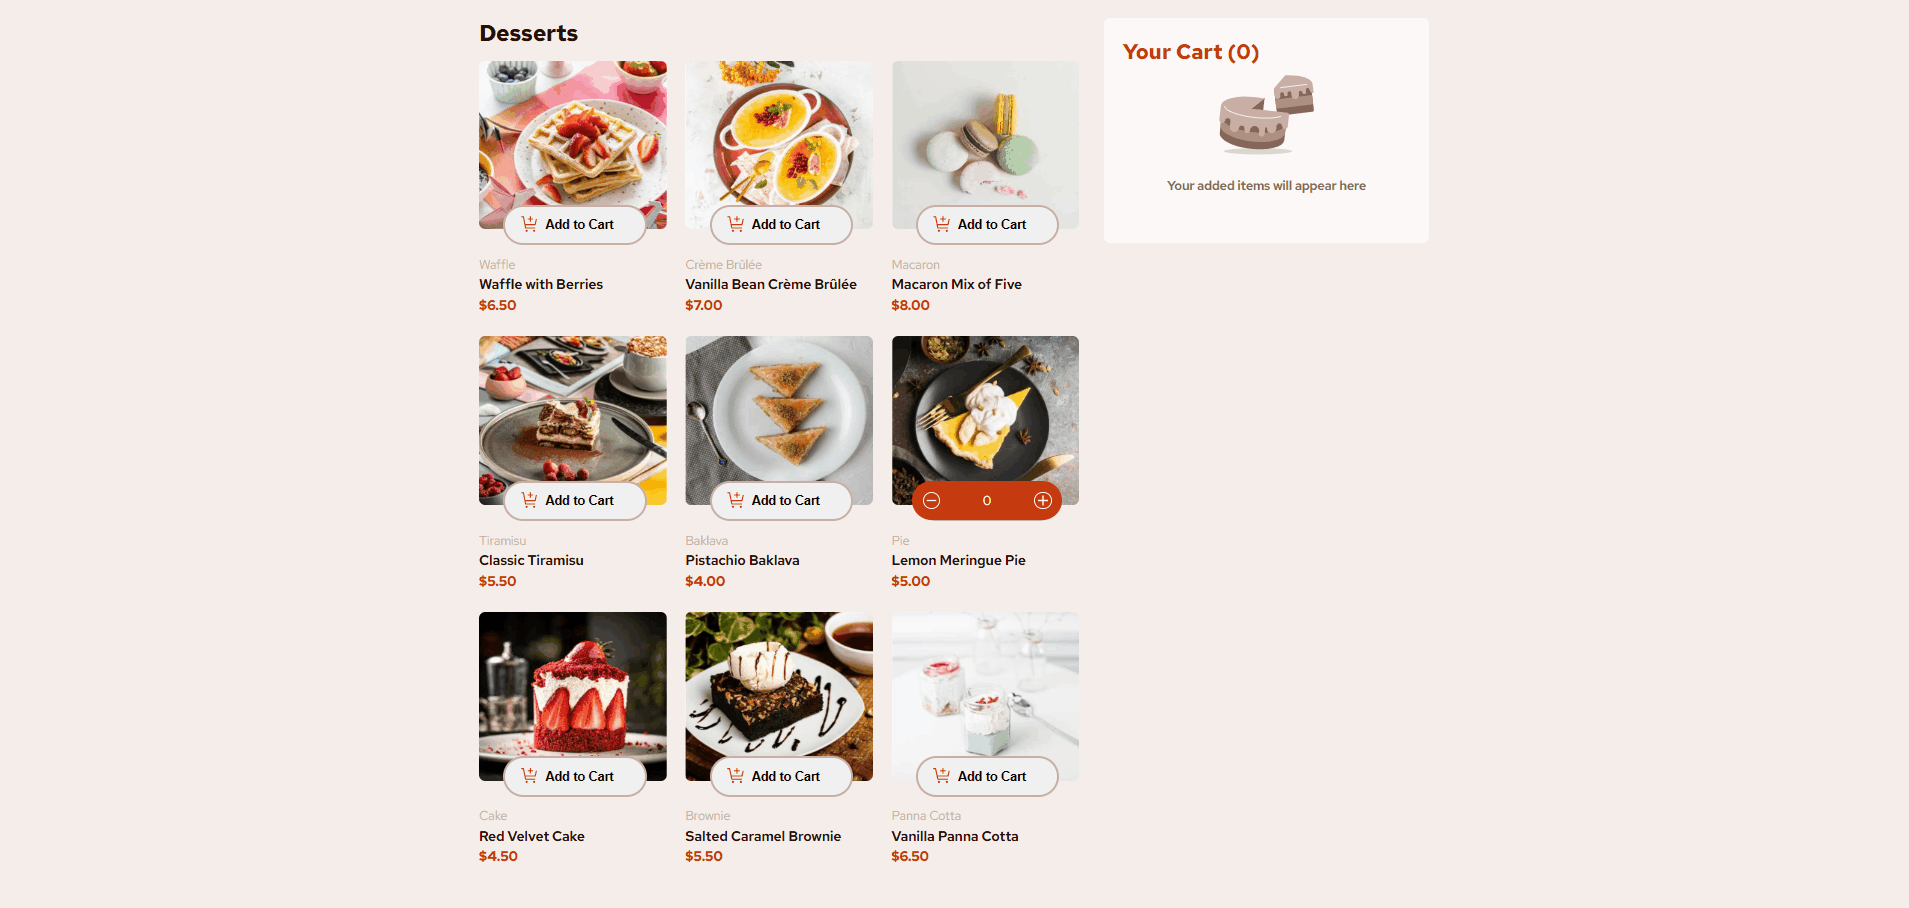 Desserts
Add to Cart
Waffle
Waffle with Berries
$6.50
Add to Cart
Crème Brûlée
Vanilla Bean Crème Brûlée
$7.00
Add to Cart
Macaron
Macaron Mix of Five
$8.00
Add to Cart
Tiramisu
Classic Tiramisu
$5.50
Add to Cart
Baklava
Pistachio Baklava
$4.00
0
Pie
Lemon Meringue Pie
$5.00
Add to Cart
Cake
Red Velvet Cake
$4.50
Add to Cart
Brownie
Salted Caramel Brownie
$5.50
Add to Cart
Panna Cotta
Vanilla Panna Cotta
$6.50
Your Cart (0)
Your added items will appear here